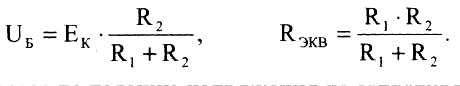 U_Б = E_К · R_2 / (R_1 + R_2), R_ЭКВ = R_1 · R_2 / (R_1 + R_2).